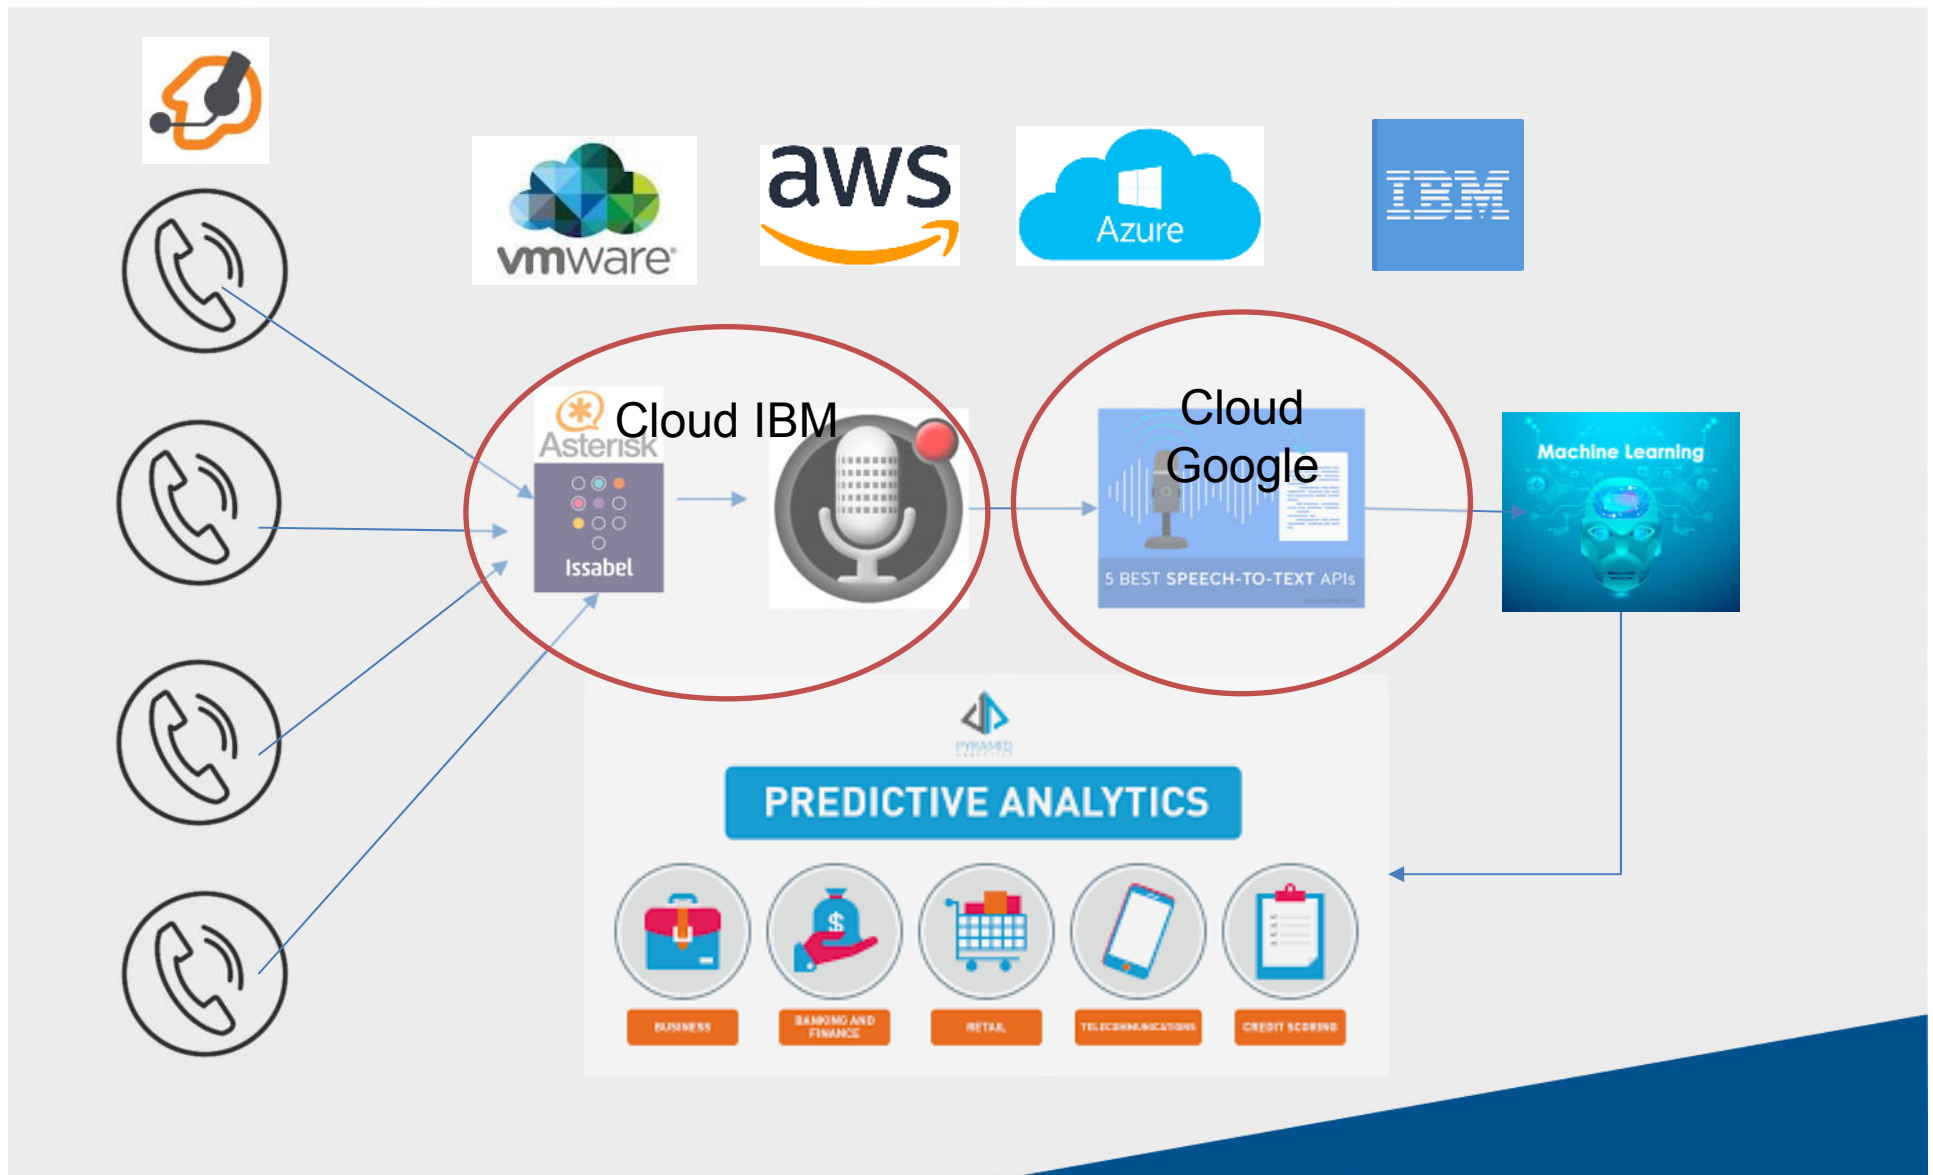 vmware
aws
Azure
IBM
Cloud IBM
Asterisk
Issabel
Cloud
Google
5 BEST SPEECH-TO-TEXT APIs
Machine Learning
PYRAMID
PREDICTIVE ANALYTICS
BUSINESS
BANKING AND
FINANCE
RETAIL
TELECOMMUNICATIONS
CREDIT SCORING